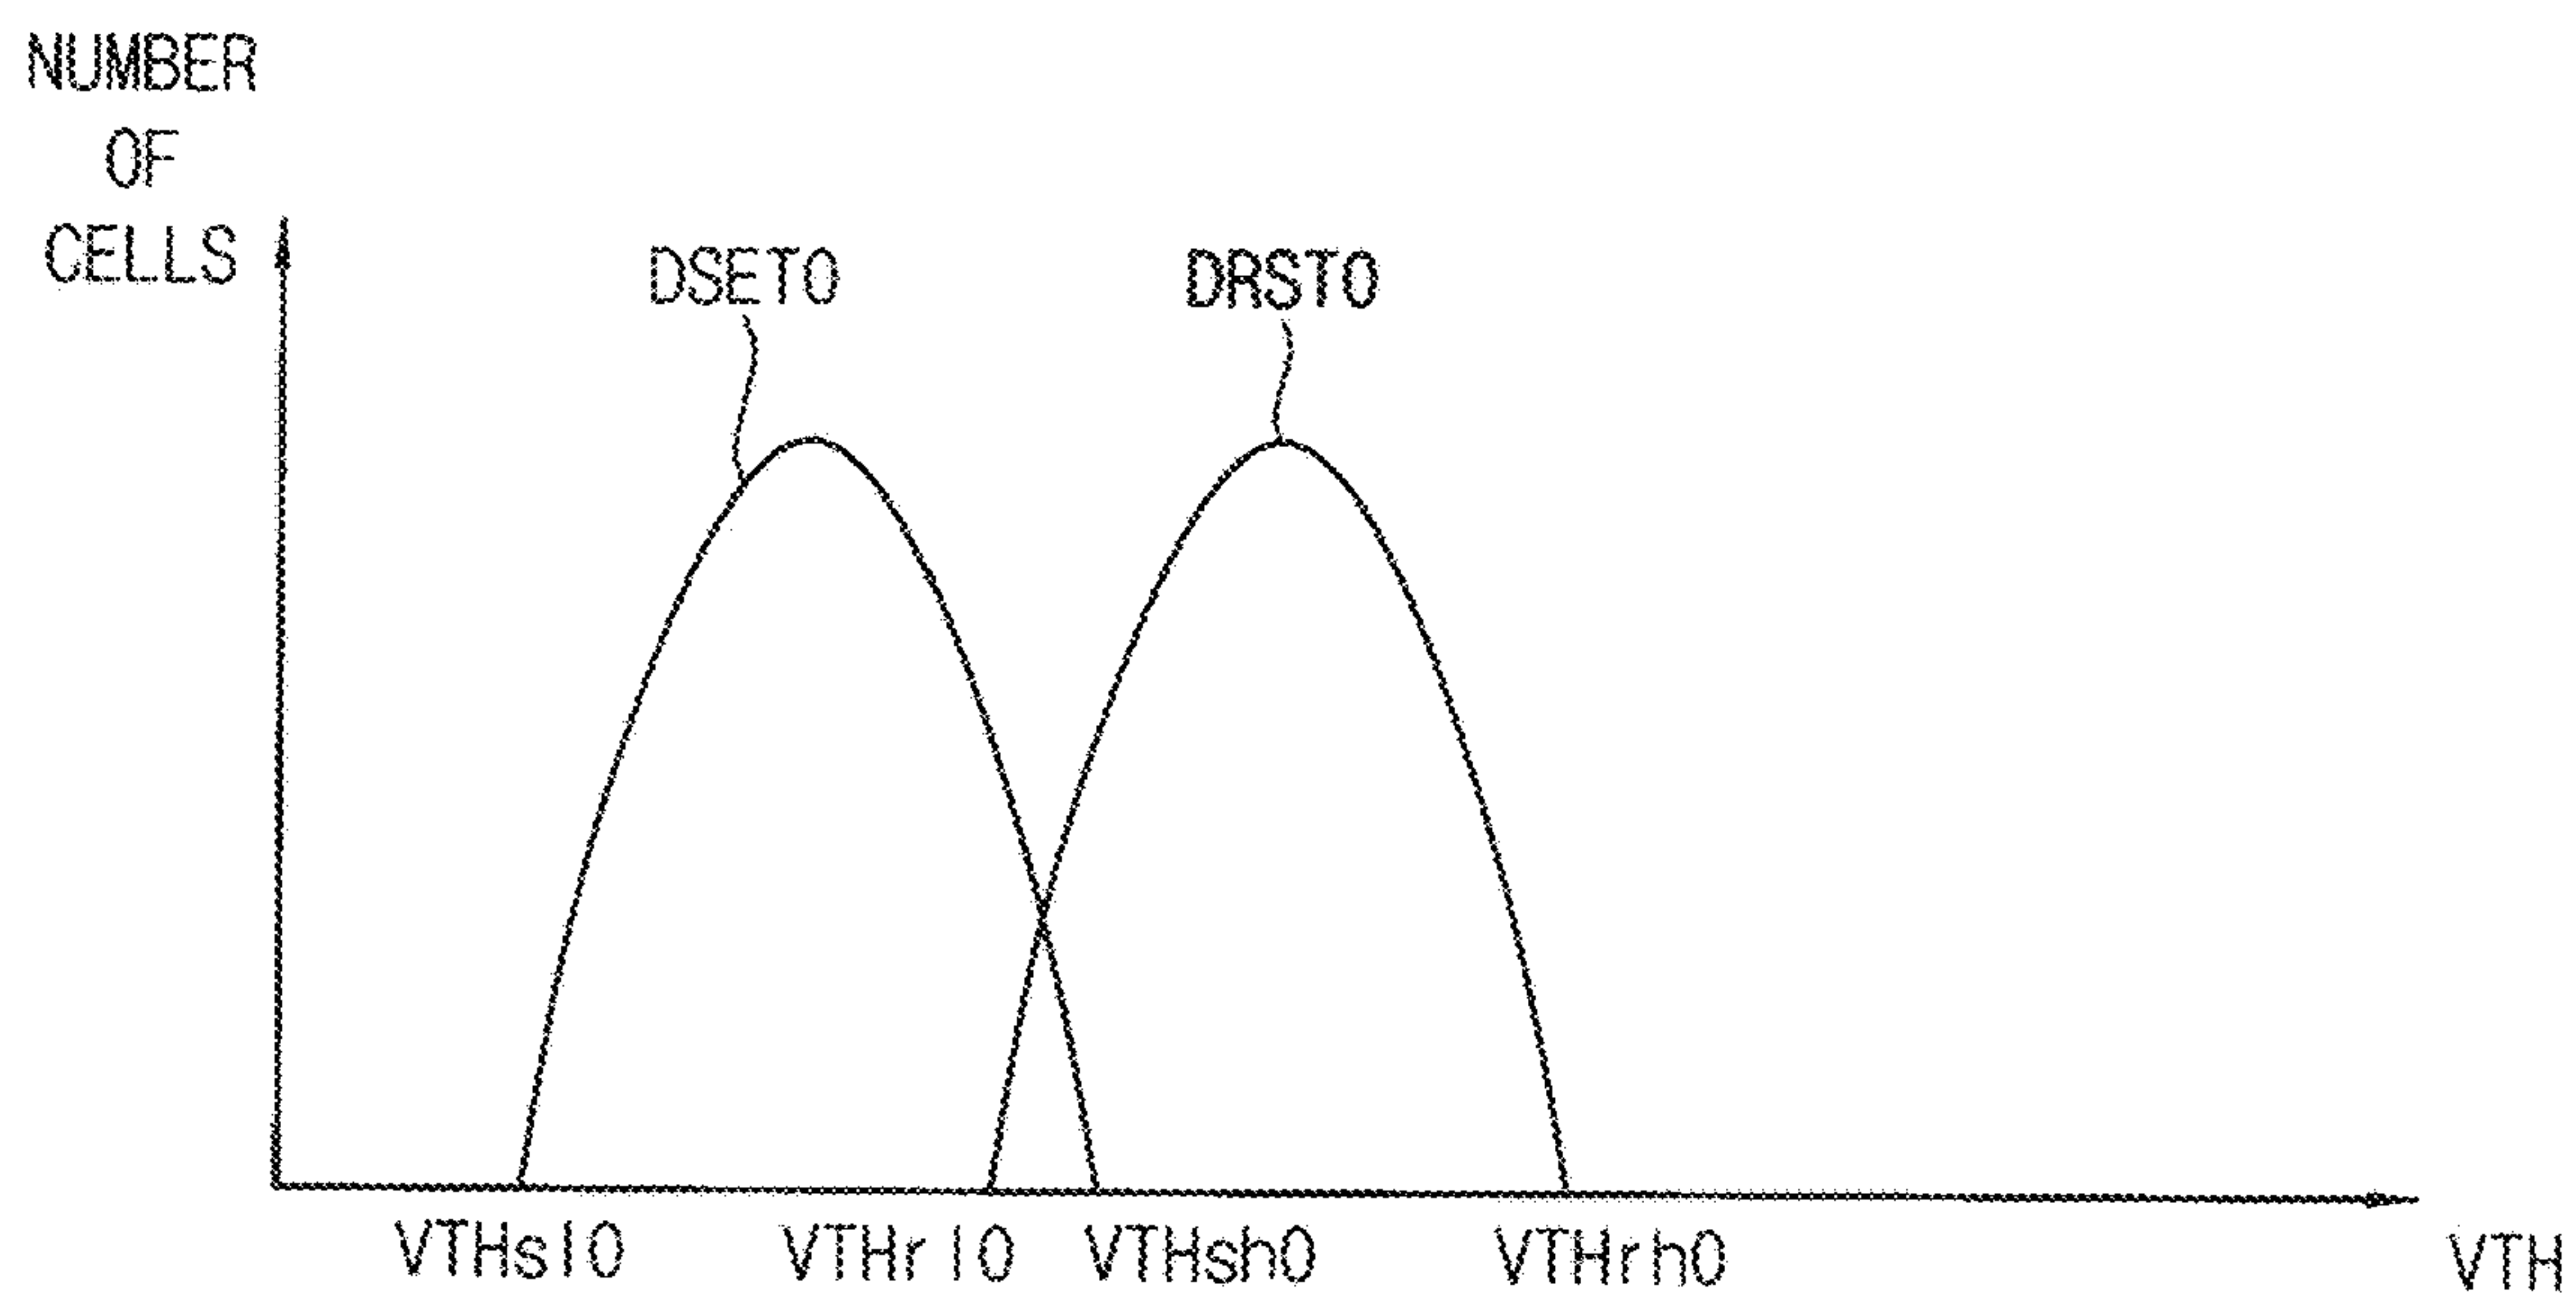 NUMBER
OF
CELLS
DSET0
DRST0
VTHsl0
VTHrl0
VTHsh0
VTHrh0
VTH